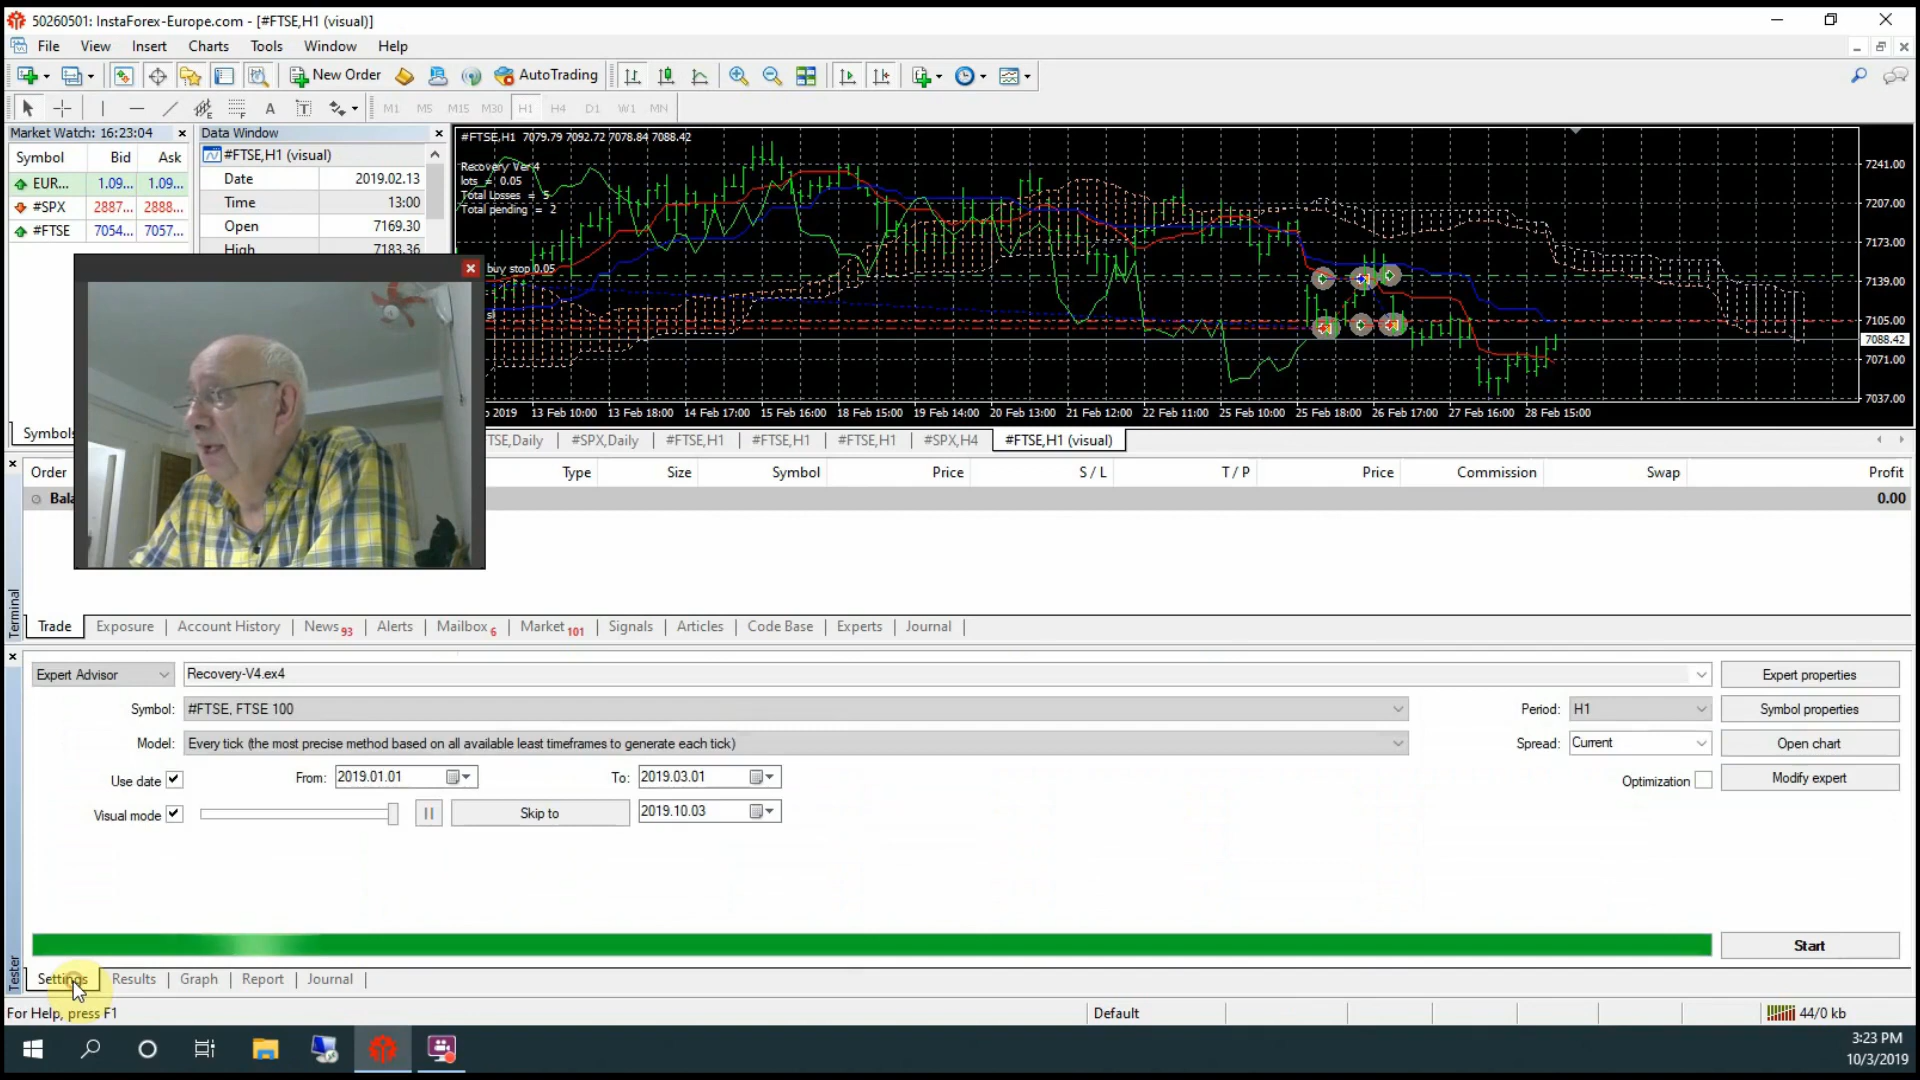 50260501: InstaForex-Europe.com - [#FTSE,H1 (visual)]
File View Insert Charts Tools Window Help
New Order AutoTrading
M1 M5 M15 M30 H1 H4 D1 W1 MN
Market Watch: 16:23:04
Symbol Bid Ask
EUR... 1.09... 1.09...
#SPX 2887... 2888...
#FTSE 7054... 7057...
Symbols
Data Window
#FTSE,H1 (visual)
Date 2019.02.13
Time 13:00
Open 7169.30
High 7183.36
#FTSE,H1 7079.79 7092.72 7078.84 7088.42
Recovery Ver 4
lots = 0.05
Total Losses = 5
Total pending = 2
buy stop 0.05
7241.00
7207.00
7173.00
7139.00
7105.00
7088.42
7071.00
7037.00
2019 13 Feb 10:00 13 Feb 18:00 14 Feb 17:00 15 Feb 16:00 18 Feb 15:00 19 Feb 14:00 20 Feb 13:00 21 Feb 12:00 22 Feb 11:00 25 Feb 10:00 25 Feb 18:00 26 Feb 17:00 27 Feb 16:00 28 Feb 15:00
TSE,Daily #SPX,Daily #FTSE,H1 #FTSE,H1 #FTSE,H1 #SPX,H4 #FTSE,H1 (visual)
Order Type Size Symbol Price S / L T / P Price Commission Swap Profit
Bala 0.00
Terminal
Trade Exposure Account History News 93 Alerts Mailbox 6 Market 101 Signals Articles Code Base Experts Journal
Expert Advisor Recovery-V4.ex4 Expert properties
Symbol: #FTSE, FTSE 100 Period: H1 Symbol properties
Model: Every tick (the most precise method based on all available least timeframes to generate each tick) Spread: Current Open chart
Use date From: 2019.01.01 To: 2019.03.01 Optimization Modify expert
Visual mode Skip to 2019.10.03
Start
Tester
Settings Results Graph Report Journal
For Help, press F1 Default 44/0 kb
3:23 PM
10/3/2019